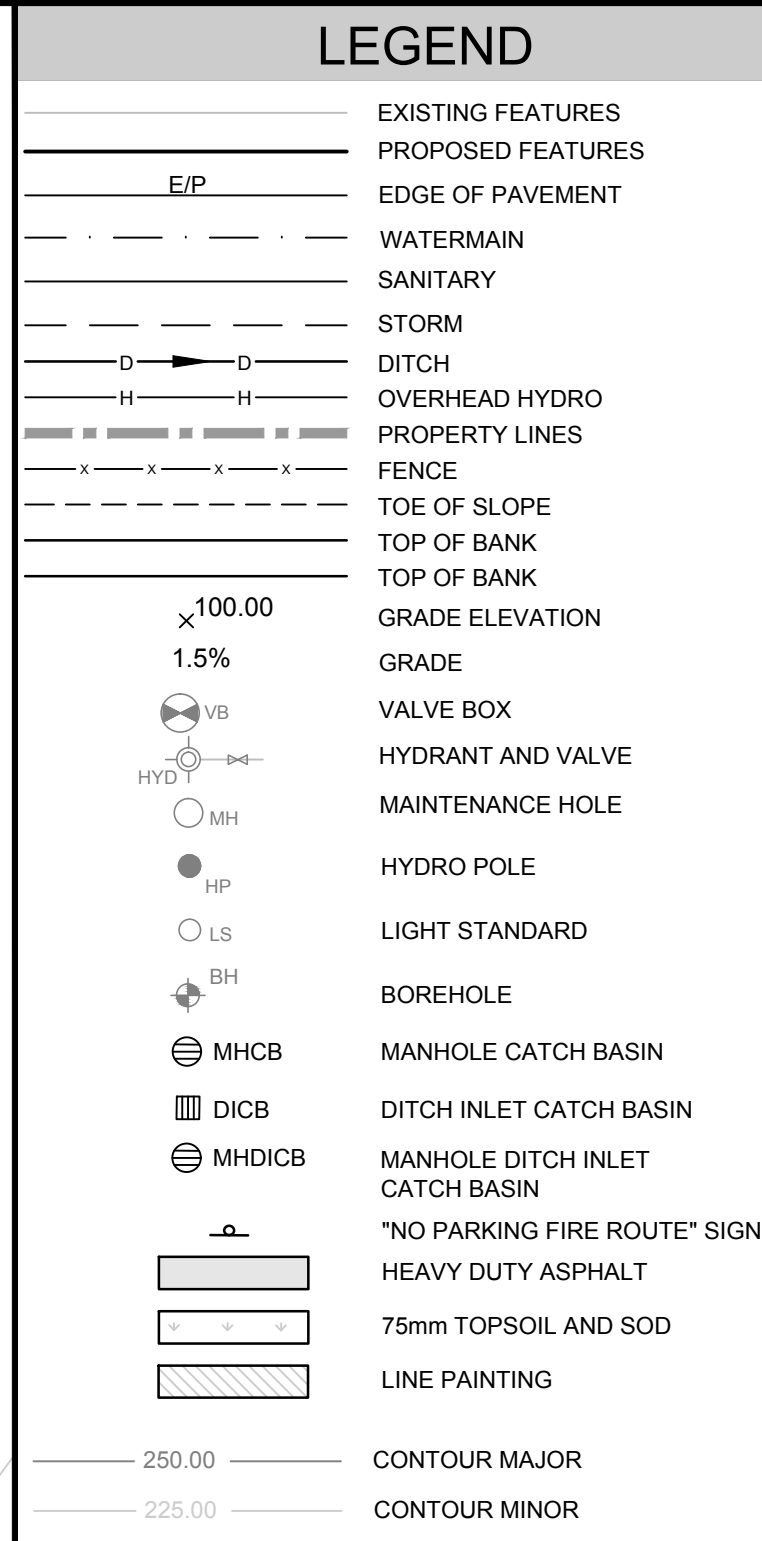 LEGEND
EXISTING FEATURES
PROPOSED FEATURES
E/P EDGE OF PAVEMENT
WATERMAIN
SANITARY
STORM
D D DITCH
H H OVERHEAD HYDRO
PROPERTY LINES
x x x x FENCE
TOE OF SLOPE
TOP OF BANK
TOP OF BANK
×100.00 GRADE ELEVATION
1.5% GRADE
VB VALVE BOX
HYD HYDRANT AND VALVE
MH MAINTENANCE HOLE
HP HYDRO POLE
LS LIGHT STANDARD
BH BOREHOLE
MHCB MANHOLE CATCH BASIN
DICB DITCH INLET CATCH BASIN
MHDICB MANHOLE DITCH INLET
CATCH BASIN
"NO PARKING FIRE ROUTE" SIGN
HEAVY DUTY ASPHALT
75mm TOPSOIL AND SOD
LINE PAINTING
250.00 CONTOUR MAJOR
225.00 CONTOUR MINOR